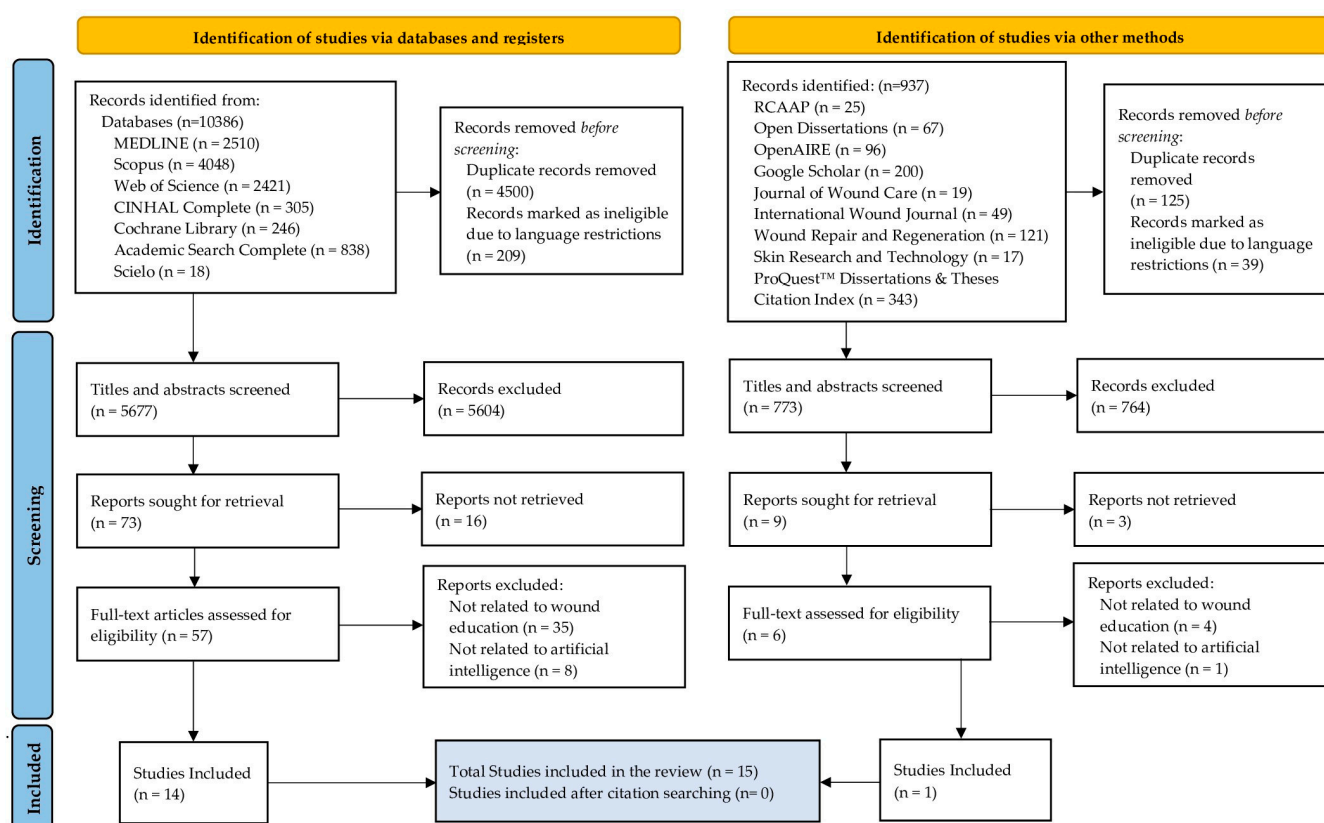 Identification of studies via databases and registers
Identification of studies via other methods
Identification
Records identified from:
Databases (n=10386)
MEDLINE (n = 2510)
Scopus (n = 4048)
Web of Science (n = 2421)
CINHAL Complete (n = 305)
Cochrane Library (n = 246)
Academic Search Complete (n = 838)
Scielo (n = 18)
Records removed before
screening:
Duplicate records removed
(n = 4500)
Records marked as ineligible
due to language restrictions
(n = 209)
Records identified: (n=937)
RCAAP (n = 25)
Open Dissertations (n = 67)
OpenAIRE (n = 96)
Google Scholar (n = 200)
Journal of Wound Care (n = 19)
International Wound Journal (n = 49)
Wound Repair and Regeneration (n = 121)
Skin Research and Technology (n = 17)
ProQuest™ Dissertations & Theses
Citation Index (n = 343)
Records removed before
screening:
Duplicate records
removed
(n = 125)
Records marked as
ineligible due to language
restrictions (n = 39)
Screening
Titles and abstracts screened
(n = 5677)
Records excluded
(n = 5604)
Titles and abstracts screened
(n = 773)
Records excluded
(n = 764)
Reports sought for retrieval
(n = 73)
Reports not retrieved
(n = 16)
Reports sought for retrieval
(n = 9)
Reports not retrieved
(n = 3)
Full-text articles assessed for
eligibility (n = 57)
Reports excluded:
Not related to wound
education (n = 35)
Not related to artificial
intelligence (n = 8)
Full-text assessed for eligibility
(n = 6)
Reports excluded:
Not related to wound
education (n = 4)
Not related to artificial
intelligence (n = 1)
Included
Studies Included
(n = 14)
Total Studies included in the review (n = 15)
Studies included after citation searching (n= 0)
Studies Included
(n = 1)